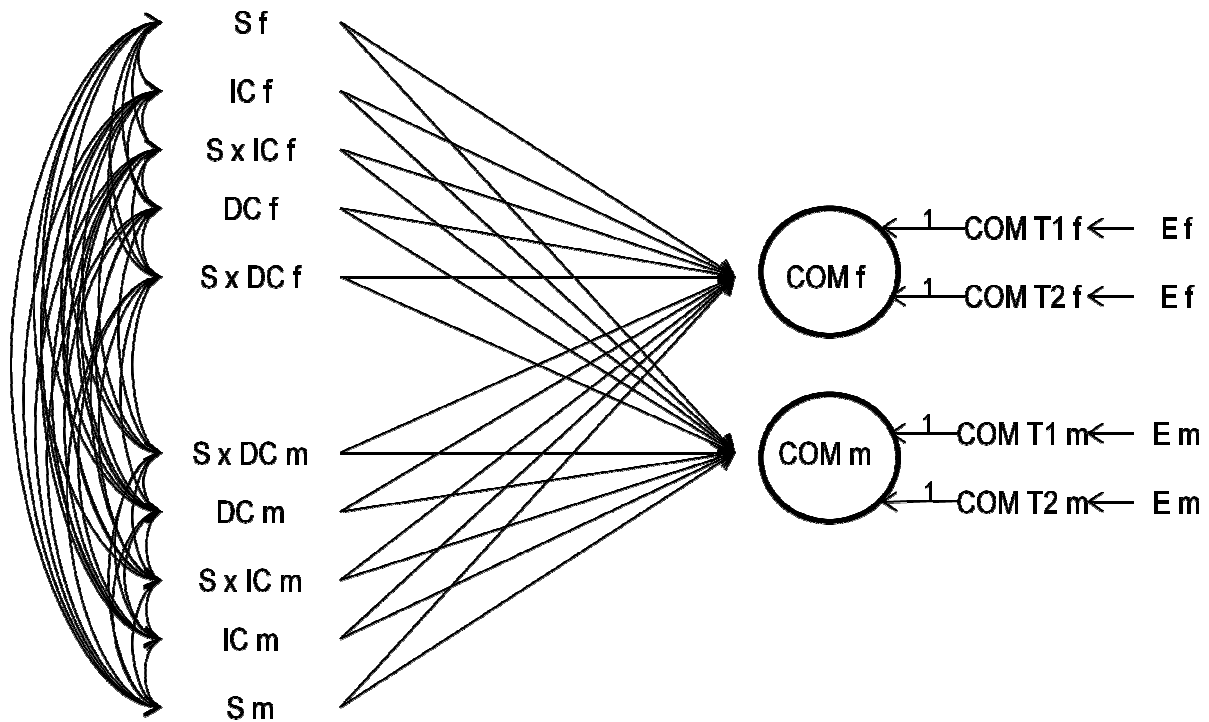 S f
IC f
S x IC f
DC f
S x DC f
S x DC m
DC m
S x IC m
IC m
S m
COM f
1
COM T1 f
E f
1
COM T2 f
E f
COM m
1
COM T1 m
E m
1
COM T2 m
E m